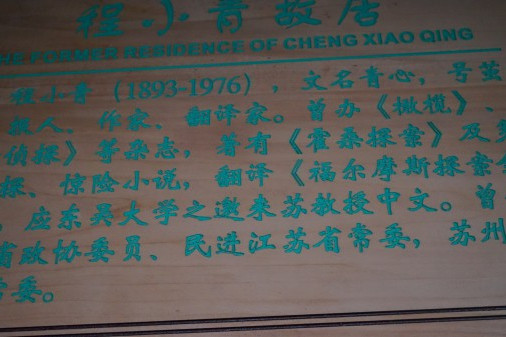 程小青故居
THE FORMER RESIDENCE OF CHENG XIAO QING
程小青（1893-1976），文名青心，号茧
报人、作家、翻译家。曾办《橄榄》、
侦探》等杂志，著有《霍桑探案》及
探、惊险小说，翻译《福尔摩斯探案全
，应东吴大学之邀来苏教授中文。曾
省政协委员、民进江苏省常委，苏州
常委。